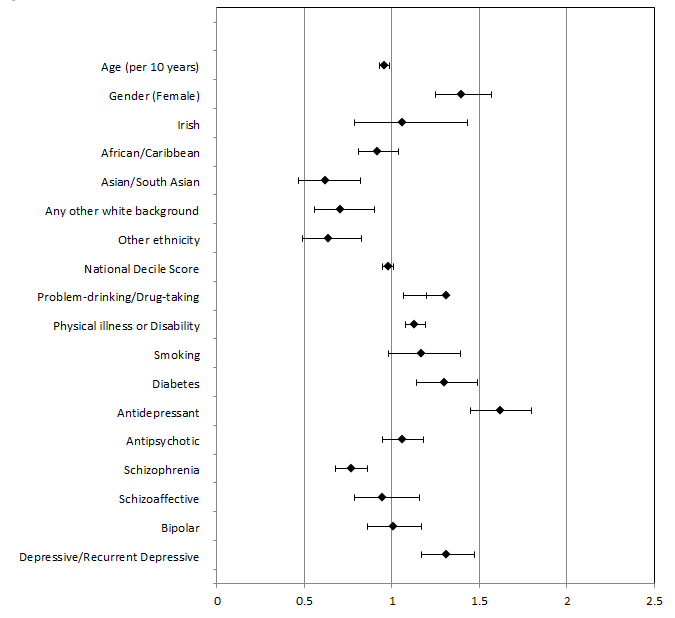 Age (per 10 years)
Gender (Female)
Irish
African/Caribbean
Asian/South Asian
Any other white background
Other ethnicity
National Decile Score
Problem-drinking/Drug-taking
Physical illness or Disability
Smoking
Diabetes
Antidepressant
Antipsychotic
Schizophrenia
Schizoaffective
Bipolar
Depressive/Recurrent Depressive
0 0.5 1 1.5 2 2.5